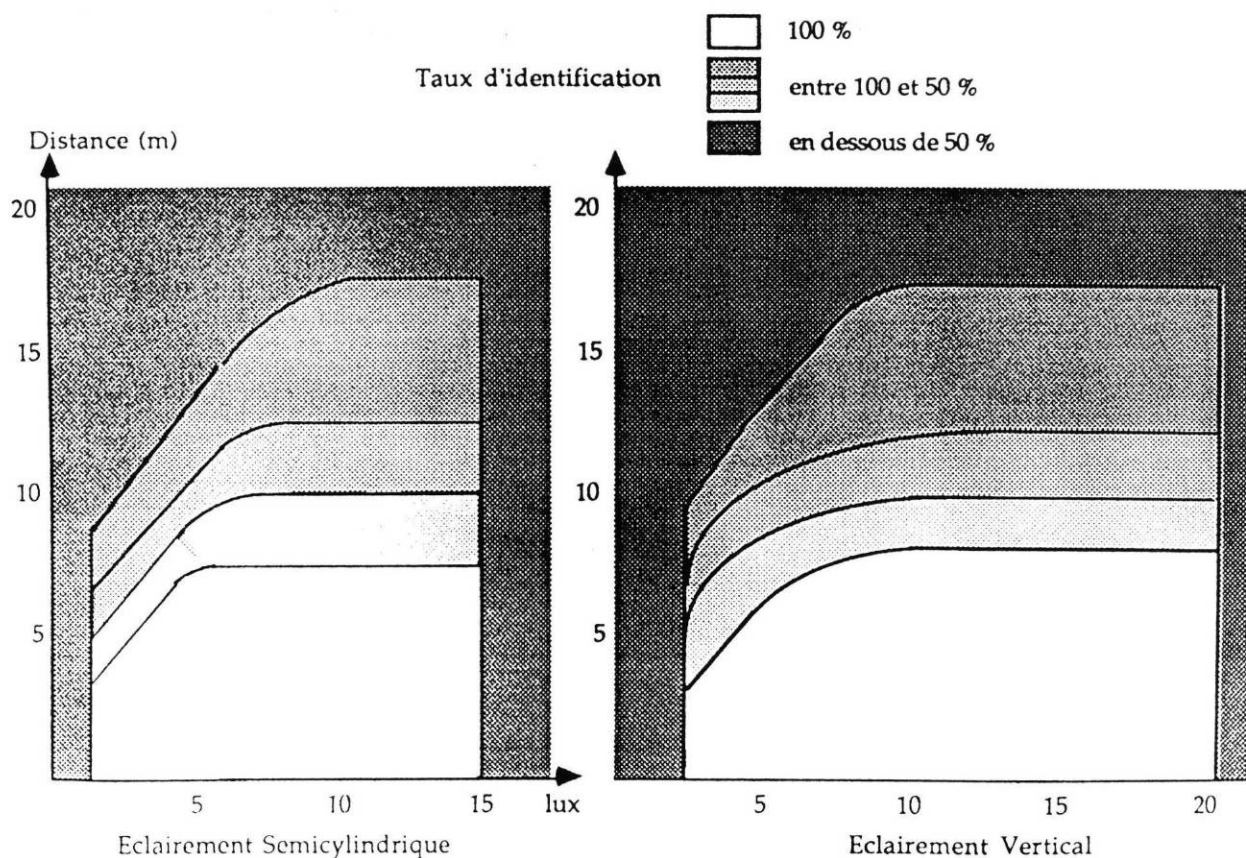 100 %
Taux d'identification
entre 100 et 50 %
en dessous de 50 %
Distance (m)
20
15
10
5
5
10
15
lux
Eclairement Semicylindrique
20
15
10
5
5
10
15
20
Eclairement Vertical